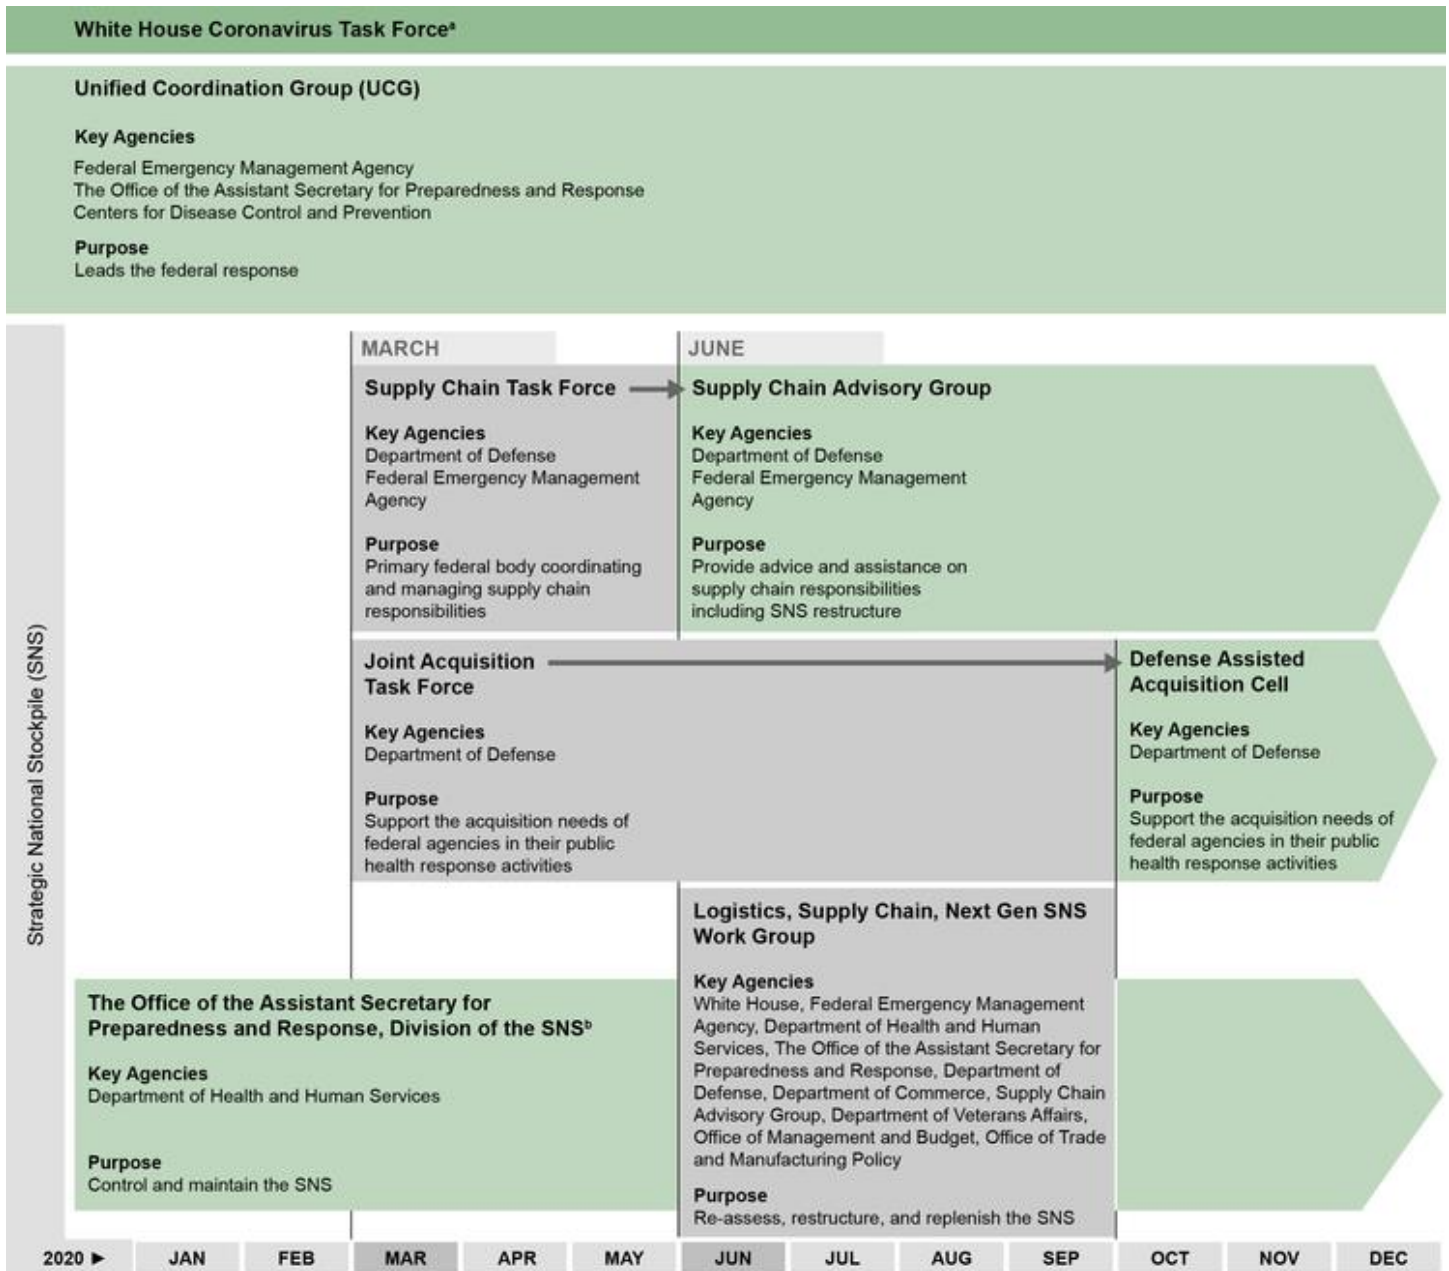 White House Coronavirus Task Forceᵃ
Unified Coordination Group (UCG)
Key Agencies
Federal Emergency Management Agency
The Office of the Assistant Secretary for Preparedness and Response
Centers for Disease Control and Prevention
Purpose
Leads the federal response
Strategic National Stockpile (SNS)
MARCH
Supply Chain Task Force
Key Agencies
Department of Defense
Federal Emergency Management
Agency
Purpose
Primary federal body coordinating
and managing supply chain
responsibilities
JUNE
Supply Chain Advisory Group
Key Agencies
Department of Defense
Federal Emergency Management
Agency
Purpose
Provide advice and assistance on
supply chain responsibilities
including SNS restructure
Joint Acquisition
Task Force
Key Agencies
Department of Defense
Purpose
Support the acquisition needs of
federal agencies in their public
health response activities
Defense Assisted
Acquisition Cell
Key Agencies
Department of Defense
Purpose
Support the acquisition needs of
federal agencies in their public
health response activities
The Office of the Assistant Secretary for
Preparedness and Response, Division of the SNSᵇ
Key Agencies
Department of Health and Human Services
Purpose
Control and maintain the SNS
Logistics, Supply Chain, Next Gen SNS
Work Group
Key Agencies
White House, Federal Emergency Management
Agency, Department of Health and Human
Services, The Office of the Assistant Secretary for
Preparedness and Response, Department of
Defense, Department of Commerce, Supply Chain
Advisory Group, Department of Veterans Affairs,
Office of Management and Budget, Office of Trade
and Manufacturing Policy
Purpose
Re-assess, restructure, and replenish the SNS
2020 ► JAN FEB MAR APR MAY JUN JUL AUG SEP OCT NOV DEC